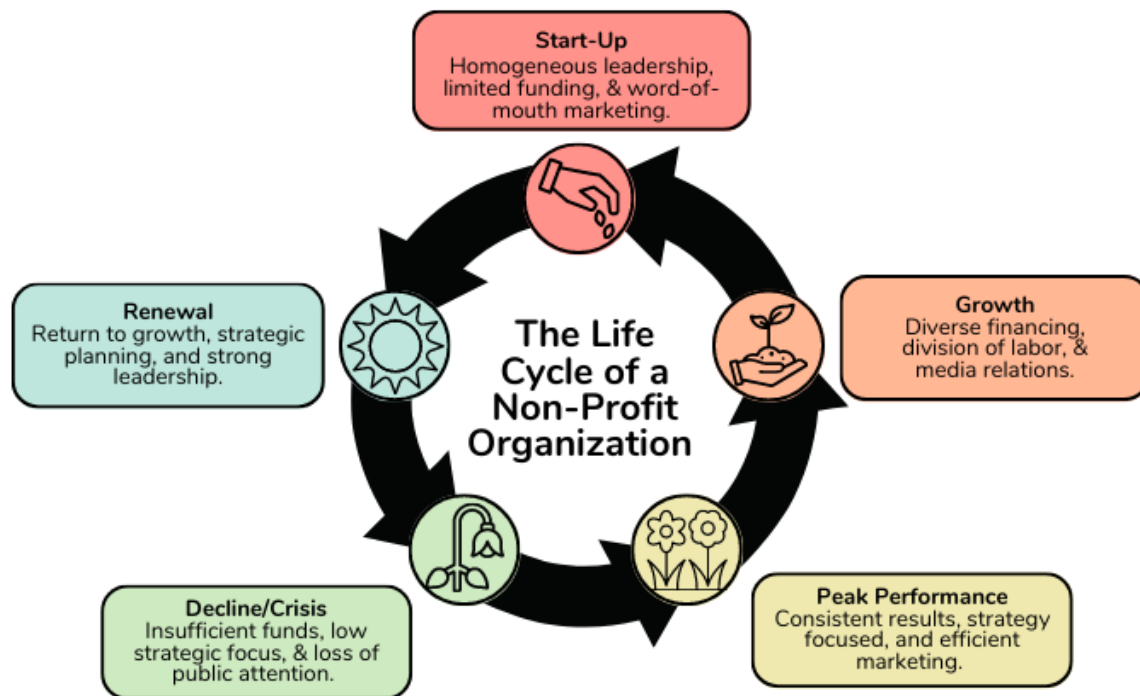 Start-Up
Homogeneous leadership,
limited funding, & word-of-
mouth marketing.
Renewal
Return to growth, strategic
planning, and strong
leadership.
The Life
Cycle of a
Non-Profit
Organization
Growth
Diverse financing,
division of labor, &
media relations.
Decline/Crisis
Insufficient funds, low
strategic focus, & loss of
public attention.
Peak Performance
Consistent results, strategy
focused, and efficient
marketing.